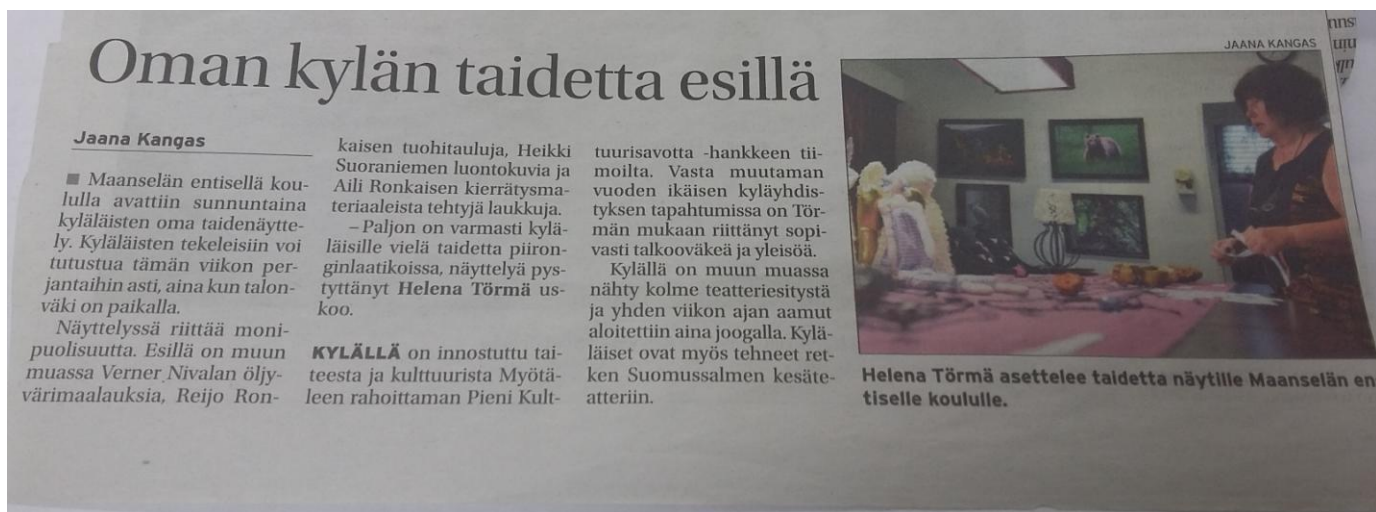 JAANA KANGAS
Oman kylän taidetta esillä
Jaana Kangas
■ Maanselän entisellä kou-
lulla avattiin sunnuntaina
kyläläisten oma taidenäytte-
ly. Kyläläisten tekeleisiin voi
tutustua tämän viikon per-
jantaihin asti, aina kun talon-
väki on paikalla.
Näyttelyssä riittää moni-
puolisuutta. Esillä on muun
muassa Verner Nivalan öljy-
värimaalauksia, Reijo Ron-
kaisen tuohitauluja, Heikki
Suoraniemen luontokuvia ja
Aili Ronkaisen kierrätysma-
teriaaleista tehtyjä laukkuja.
– Paljon on varmasti kylä-
läisille vielä taidetta piiron-
ginlaatikoissa, näyttelyä pys-
tyttänyt Helena Törmä us-
koo.
KYLÄLLÄ on innostuttu tai-
teesta ja kulttuurista Myötä-
leen rahoittaman Pieni Kult-
tuurisavotta -hankkeen tii-
moilta. Vasta muutaman
vuoden ikäisen kyläyhdis-
tyksen tapahtumissa on Tör-
män mukaan riittänyt sopi-
vasti talkooväkeä ja yleisöä.
Kylällä on muun muassa
nähty kolme teatteriesitystä
ja yhden viikon ajan aamut
aloitettiin aina joogalla. Kylä-
läiset ovat myös tehneet ret-
ken Suomussalmen kesäte-
atteriin.
Helena Törmä asettelee taidetta näytille Maanselän en
tiselle koululle.